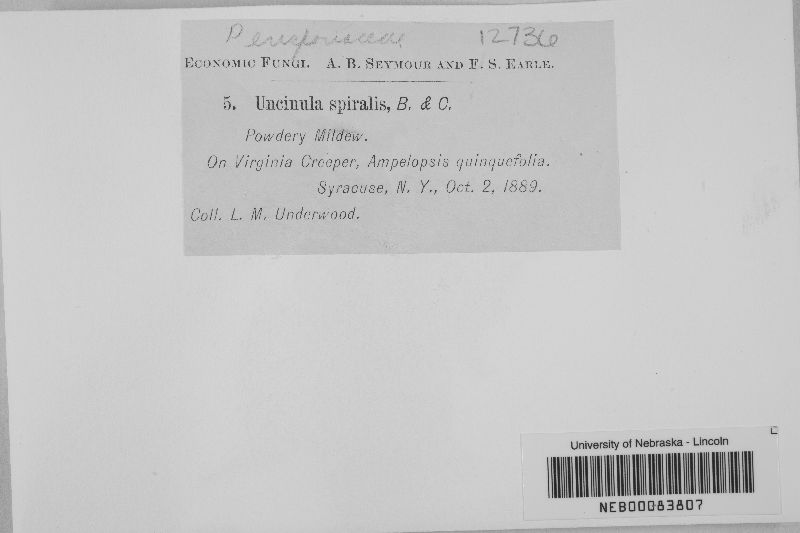 Perisporiaceae 12736
ECONOMIC FUNGI. A. B. SEYMOUR AND F. S. EARLE.
5. Uncinula spiralis, B. & C.
Powdery Mildew.
On Virginia Creeper, Ampelopsis quinquefolia.
Syracuse, N. Y., Oct. 2, 1889.
Coll. L. M. Underwood.
University of Nebraska - Lincoln
NEB00083807